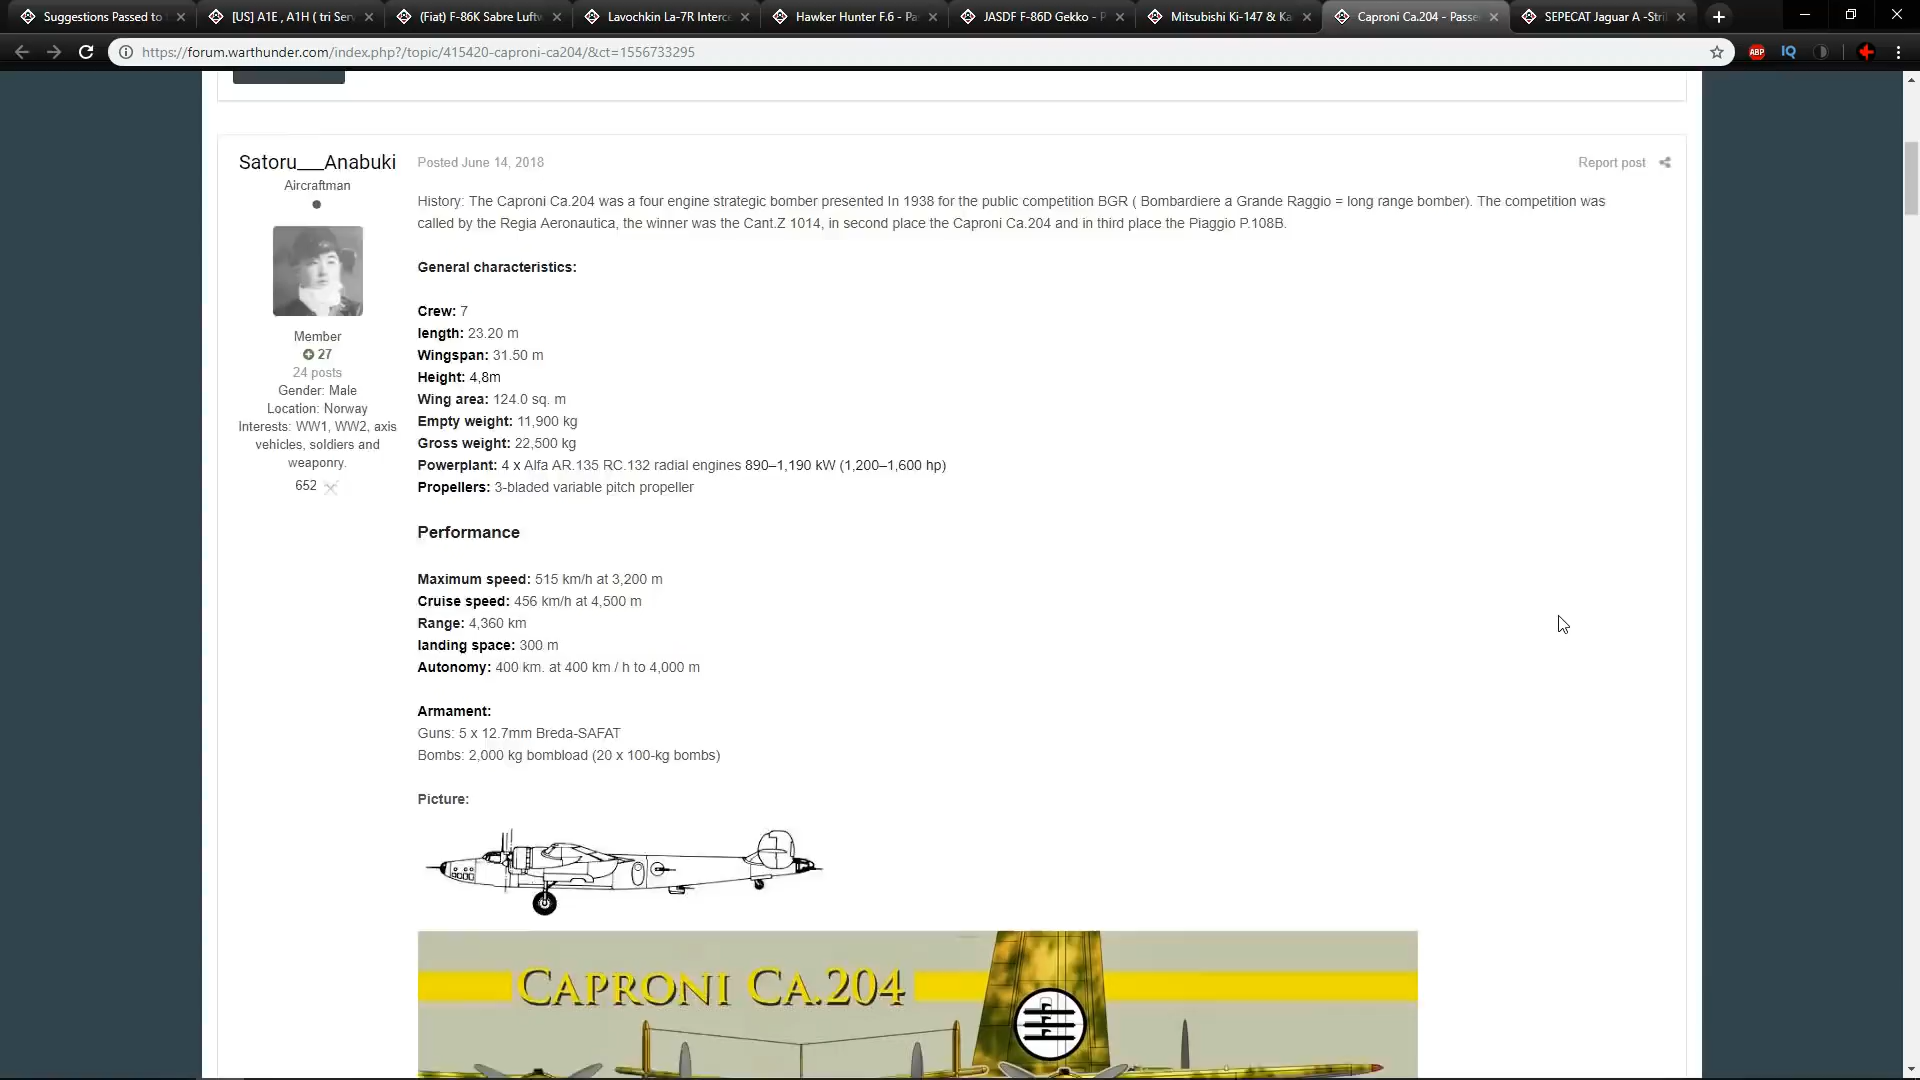 Suggestions Passed to
[US] A1E , A1H ( tri Ser
(Fiat) F-86K Sabre Luft
Lavochkin La-7R Interce
Hawker Hunter F.6 - Pa
JASDF F-86D Gekko - P
Mitsubishi Ki-147 & Ka
Caproni Ca.204 - Passe
SEPECAT Jaguar A -Stri
https://forum.warthunder.com/index.php?/topic/415420-caproni-ca204/&ct=1556733295
ABP
IQ
Satoru___Anabuki
Aircraftman
Member
27
24 posts
Gender: Male
Location: Norway
Interests: WW1, WW2, axis
vehicles, soldiers and
weaponry.
652
Posted June 14, 2018
Report post
History: The Caproni Ca.204 was a four engine strategic bomber presented In 1938 for the public competition BGR ( Bombardiere a Grande Raggio = long range bomber). The competition was
called by the Regia Aeronautica, the winner was the Cant.Z 1014, in second place the Caproni Ca.204 and in third place the Piaggio P.108B.
General characteristics:
Crew: 7
length: 23.20 m
Wingspan: 31.50 m
Height: 4,8m
Wing area: 124.0 sq. m
Empty weight: 11,900 kg
Gross weight: 22,500 kg
Powerplant: 4 x Alfa AR.135 RC.132 radial engines 890–1,190 kW (1,200–1,600 hp)
Propellers: 3-bladed variable pitch propeller
Performance
Maximum speed: 515 km/h at 3,200 m
Cruise speed: 456 km/h at 4,500 m
Range: 4,360 km
landing space: 300 m
Autonomy: 400 km. at 400 km / h to 4,000 m
Armament:
Guns: 5 x 12.7mm Breda-SAFAT
Bombs: 2,000 kg bombload (20 x 100-kg bombs)
Picture:
CAPRONI CA.204